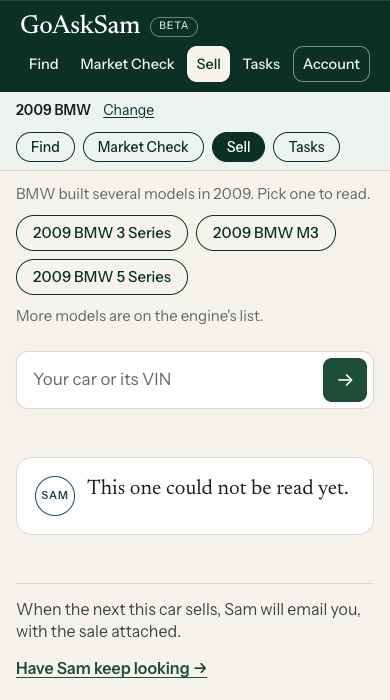 GoAskSam BETA
Find Market Check Sell Tasks Account
2009 BMW Change
Find Market Check Sell Tasks
BMW built several models in 2009. Pick one to read.
2009 BMW 3 Series 2009 BMW M3
2009 BMW 5 Series
More models are on the engine's list.
Your car or its VIN →
SAM This one could not be read yet.
When the next this car sells, Sam will email you,
with the sale attached.
Have Sam keep looking →